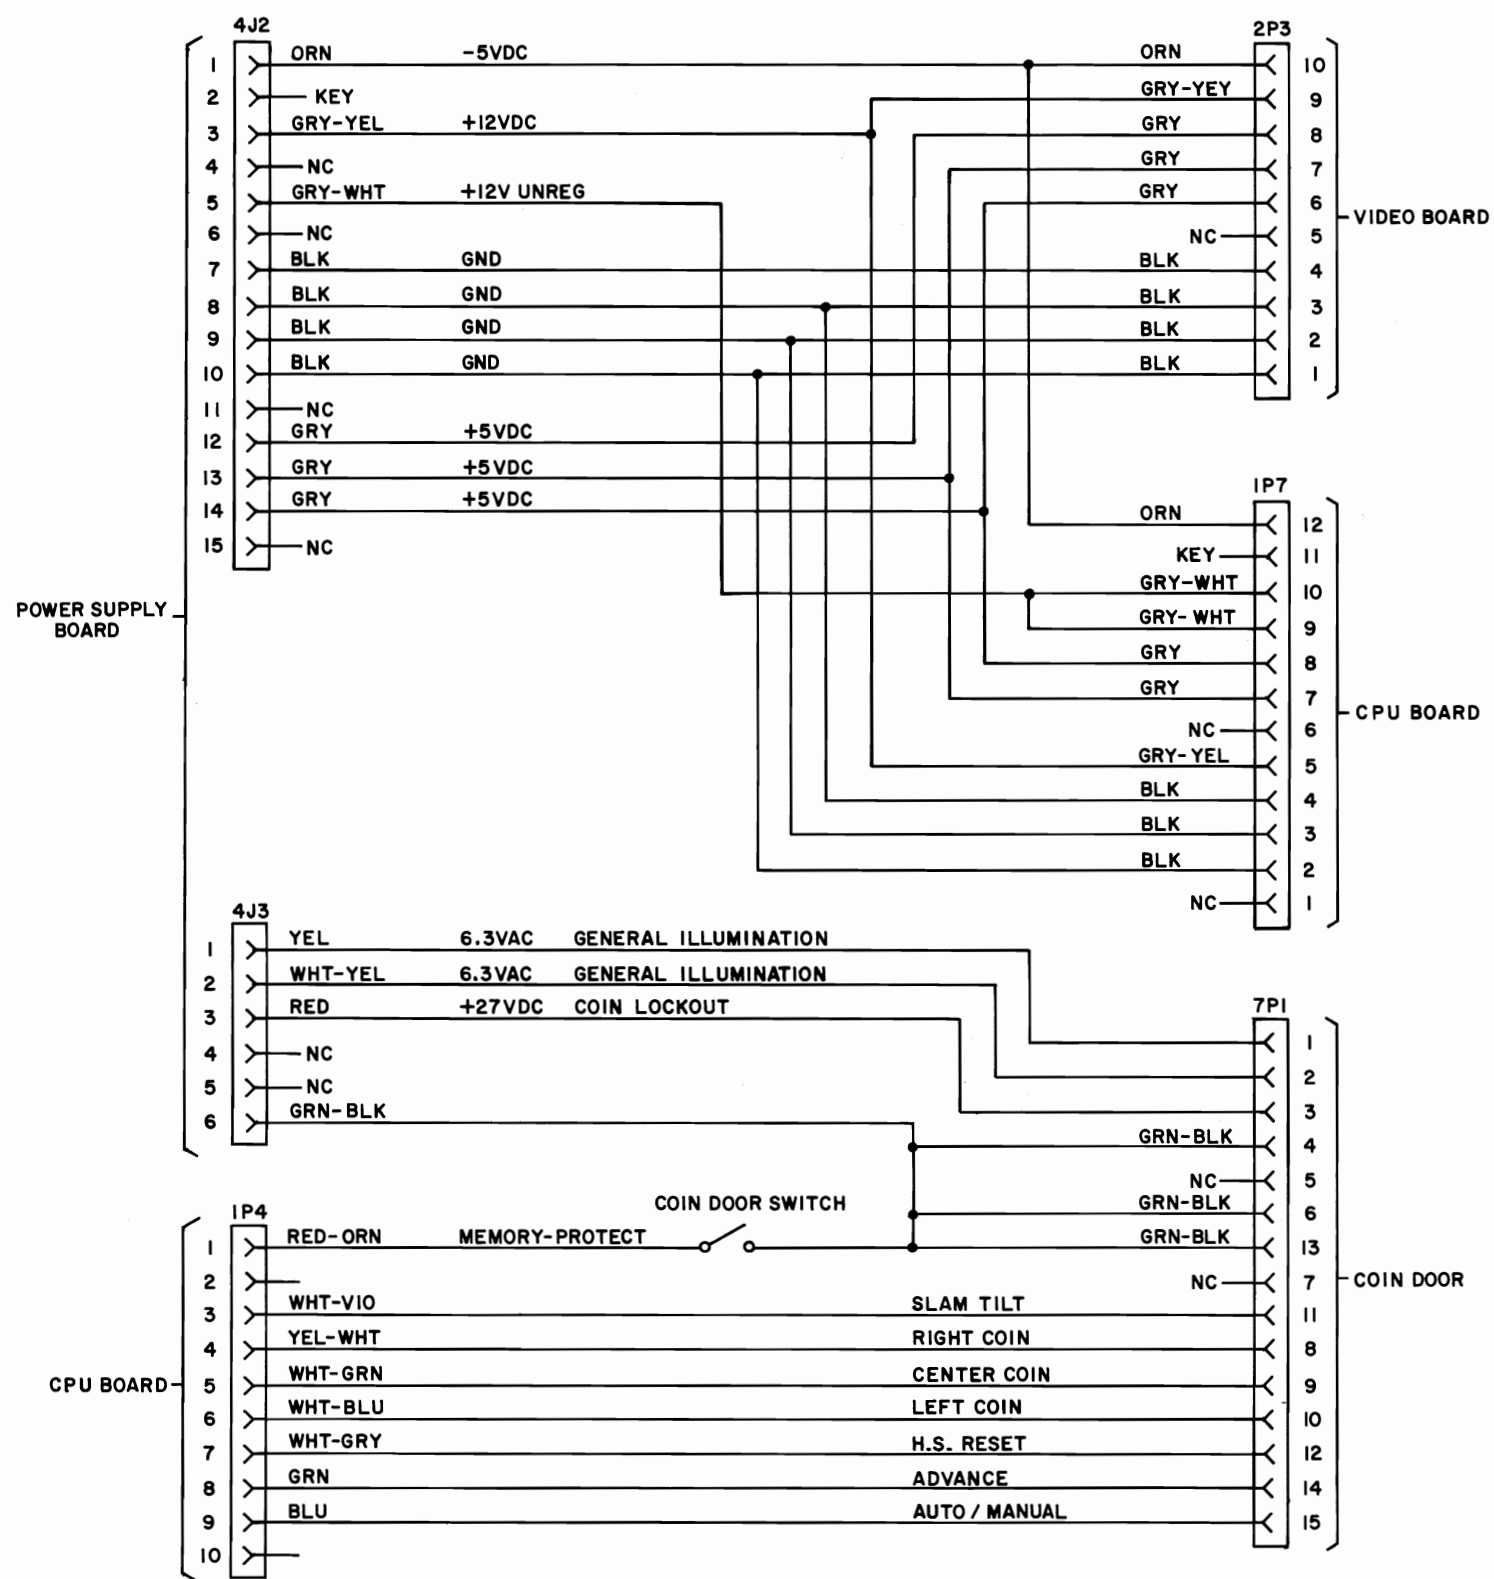 4J2
1 ORN -5VDC
2 KEY
3 GRY-YEL +12VDC
4 NC
5 GRY-WHT +12V UNREG
6 NC
7 BLK GND
8 BLK GND
9 BLK GND
10 BLK GND
11 NC
12 GRY +5VDC
13 GRY +5VDC
14 GRY +5VDC
15 NC
POWER SUPPLY
BOARD
2P3
ORN 10
GRY-YEY 9
GRY 8
GRY 7
GRY 6
NC 5
BLK 4
BLK 3
BLK 2
BLK 1
VIDEO BOARD
1P7
ORN 12
KEY 11
GRY-WHT 10
GRY-WHT 9
GRY 8
GRY 7
NC 6
GRY-YEL 5
BLK 4
BLK 3
BLK 2
NC 1
CPU BOARD
4J3
1 YEL 6.3VAC GENERAL ILLUMINATION
2 WHT-YEL 6.3VAC GENERAL ILLUMINATION
3 RED +27VDC COIN LOCKOUT
4 NC
5 NC
6 GRN-BLK
7P1
1
2
3
GRN-BLK 4
NC 5
GRN-BLK 6
GRN-BLK 13
NC 7
11
8
9
10
12
14
15
COIN DOOR
COIN DOOR SWITCH
1P4
1 RED-ORN MEMORY-PROTECT
2
3 WHT-VIO SLAM TILT
4 YEL-WHT RIGHT COIN
5 WHT-GRN CENTER COIN
6 WHT-BLU LEFT COIN
7 WHT-GRY H.S. RESET
8 GRN ADVANCE
9 BLU AUTO / MANUAL
10
CPU BOARD